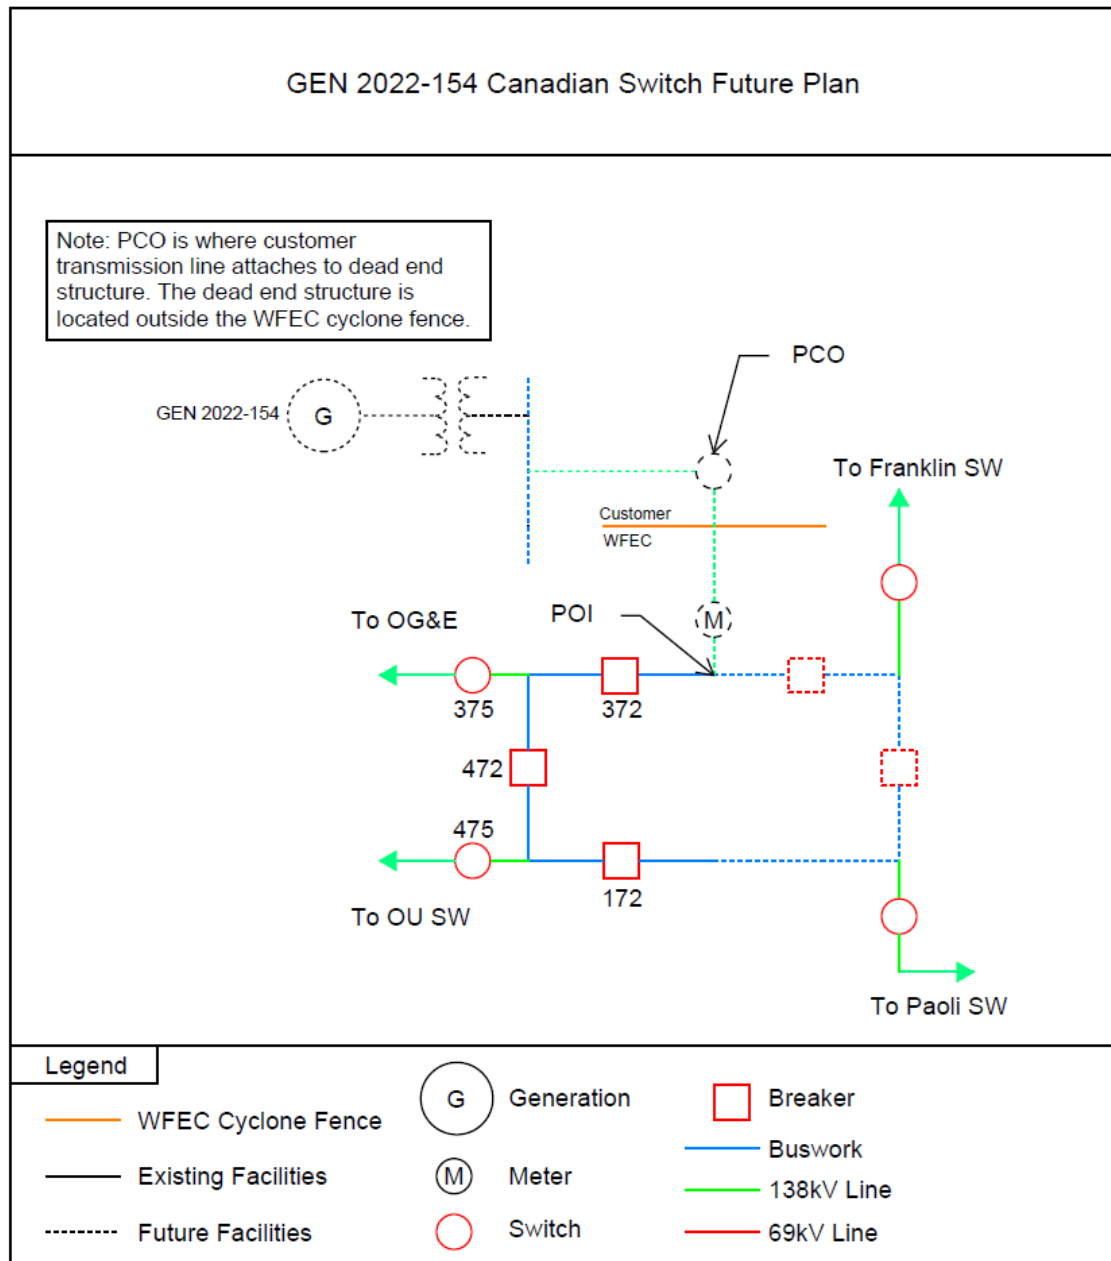 GEN 2022-154 Canadian Switch Future Plan
Note: PCO is where customer
transmission line attaches to dead end
structure. The dead end structure is
located outside the WFEC cyclone fence.
PCO
GEN 2022-154
G
To Franklin SW
Customer
WFEC
To OG&E
POI
M
375
372
472
475
172
To OU SW
To Paoli SW
Legend
WFEC Cyclone Fence
Existing Facilities
Future Facilities
G
Generation
M
Meter
Switch
Breaker
Buswork
138kV Line
69kV Line